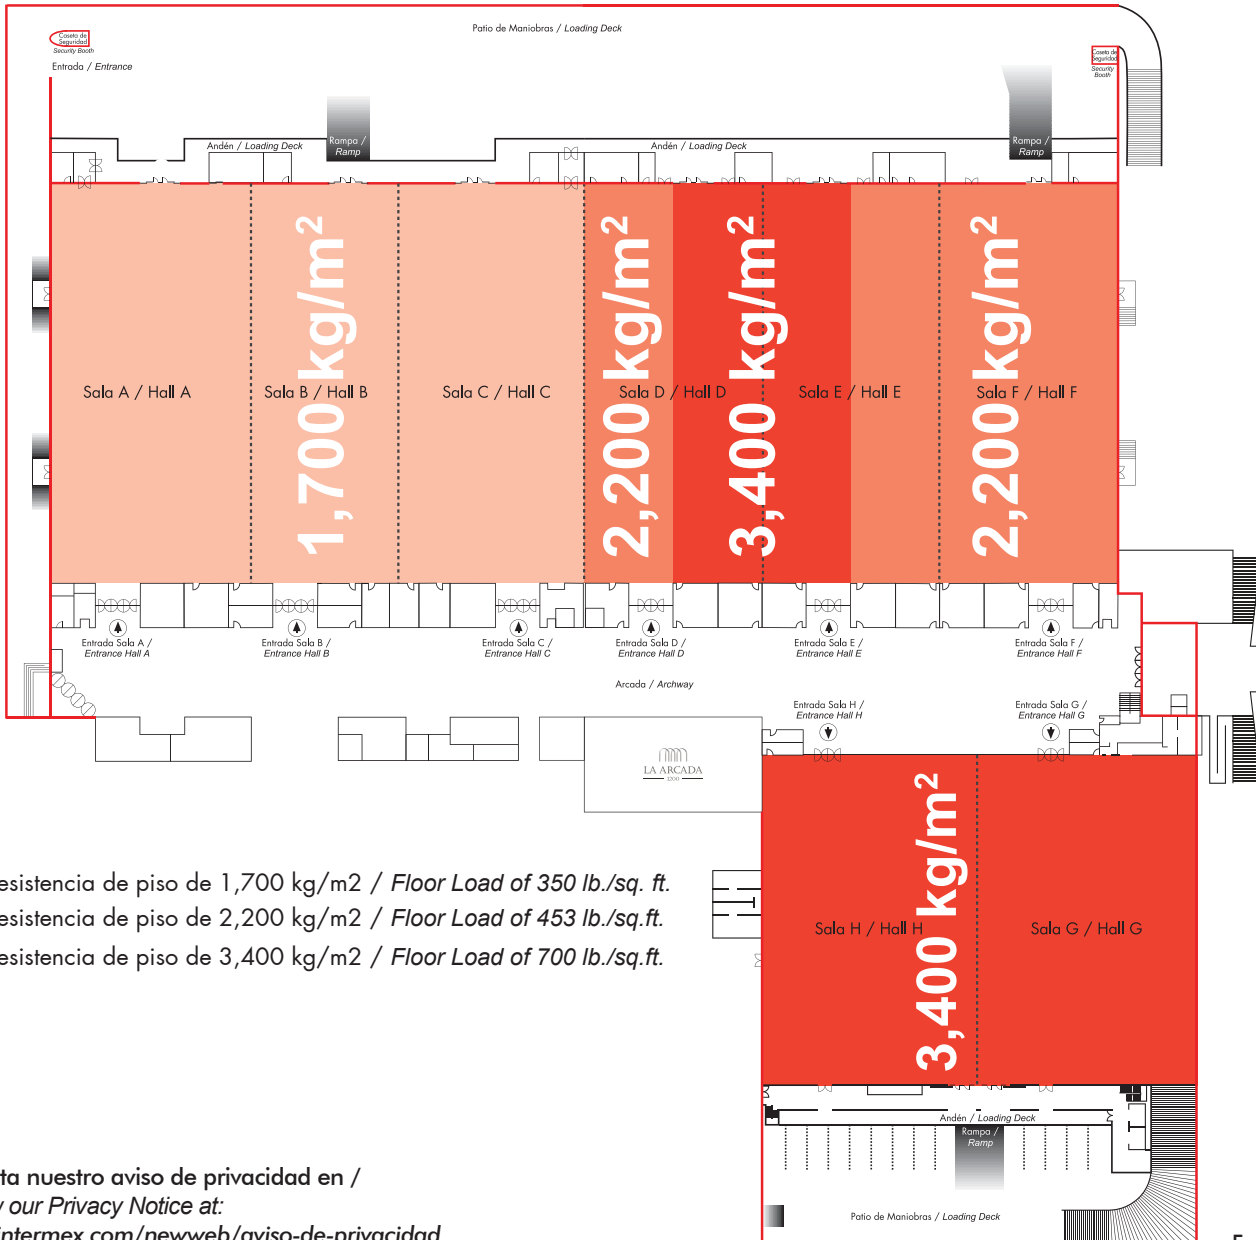 Patio de Maniobras / Loading Deck
Caseta de
Seguridad
Security Booth
Entrada / Entrance
Caseta de
Seguridad
Security
Booth
Rampa /
Ramp
Andén / Loading Deck
Andén / Loading Deck
Rampa /
Ramp
1,700 kg/m²
2,200 kg/m²
3,400 kg/m²
2,200 kg/m²
Sala A / Hall A
Sala B / Hall B
Sala C / Hall C
Sala D / Hall D
Sala E / Hall E
Sala F / Hall F
Entrada Sala A /
Entrance Hall A
Entrada Sala B /
Entrance Hall B
Entrada Sala C /
Entrance Hall C
Entrada Sala D /
Entrance Hall D
Entrada Sala E /
Entrance Hall E
Entrada Sala F /
Entrance Hall F
Arcada / Archway
Entrada Sala H /
Entrance Hall H
Entrada Sala G /
Entrance Hall G
LA ARCADA
1200
3,400 kg/m²
Sala H / Hall H
Sala G / Hall G
esistencia de piso de 1,700 kg/m2 / Floor Load of 350 lb./sq. ft.
esistencia de piso de 2,200 kg/m2 / Floor Load of 453 lb./sq.ft.
esistencia de piso de 3,400 kg/m2 / Floor Load of 700 lb./sq.ft.
Andén / Loading Deck
Rampa /
Ramp
Patio de Maniobras / Loading Deck
ta nuestro aviso de privacidad en /
our Privacy Notice at:
intermex.com/newweb/aviso-de-privacidad